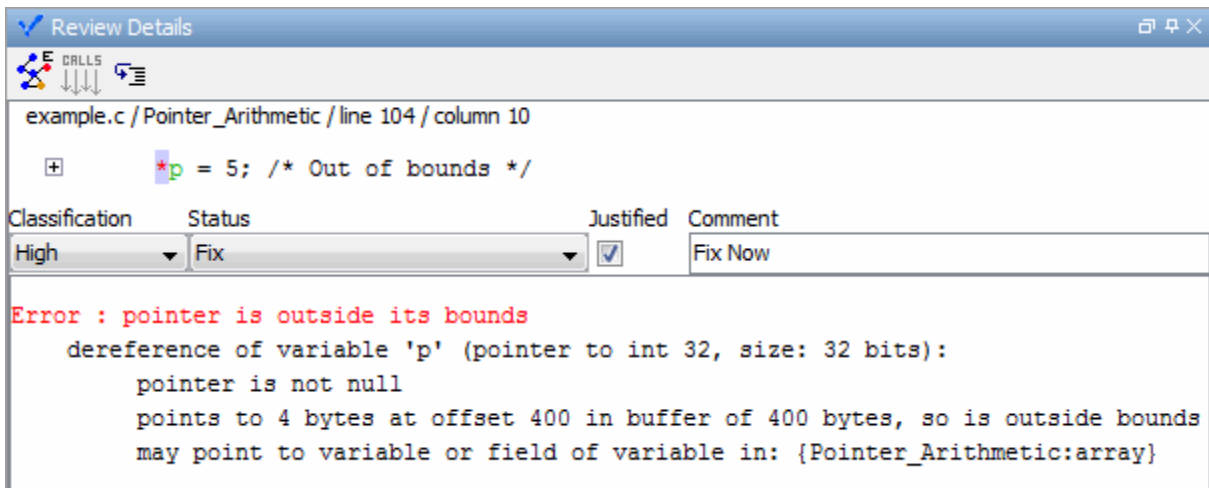 Review Details
E CALLS
example.c / Pointer_Arithmetic / line 104 / column 10
*p = 5; /* Out of bounds */
Classification Status Justified Comment
High Fix Fix Now
Error : pointer is outside its bounds
dereference of variable 'p' (pointer to int 32, size: 32 bits):
pointer is not null
points to 4 bytes at offset 400 in buffer of 400 bytes, so is outside bounds
may point to variable or field of variable in: {Pointer_Arithmetic:array}